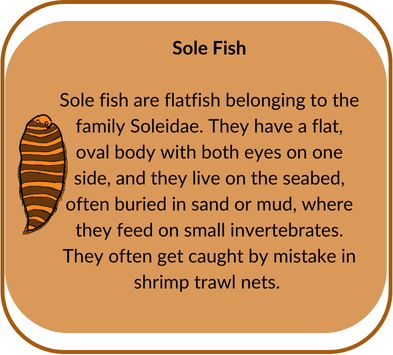 Sole Fish
Sole fish are flatfish belonging to the
family Soleidae. They have a flat,
oval body with both eyes on one
side, and they live on the seabed,
often buried in sand or mud, where
they feed on small invertebrates.
They often get caught by mistake in
shrimp trawl nets.